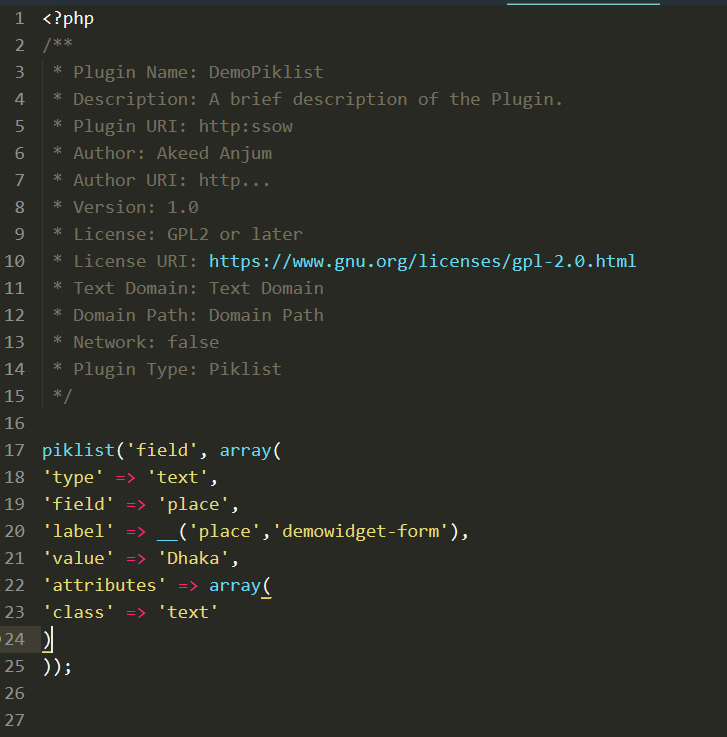 1 <?php
2 /**
3 * Plugin Name: DemoPiklist
4 * Description: A brief description of the Plugin.
5 * Plugin URI: http:ssow
6 * Author: Akeed Anjum
7 * Author URI: http...
8 * Version: 1.0
9 * License: GPL2 or later
10 * License URI: https://www.gnu.org/licenses/gpl-2.0.html
11 * Text Domain: Text Domain
12 * Domain Path: Domain Path
13 * Network: false
14 * Plugin Type: Piklist
15 */
16
17 piklist('field', array(
18 'type' => 'text',
19 'field' => 'place',
20 'label' => __('place','demowidget-form'),
21 'value' => 'Dhaka',
22 'attributes' => array(
23 'class' => 'text'
24 )
25 ));
26
27